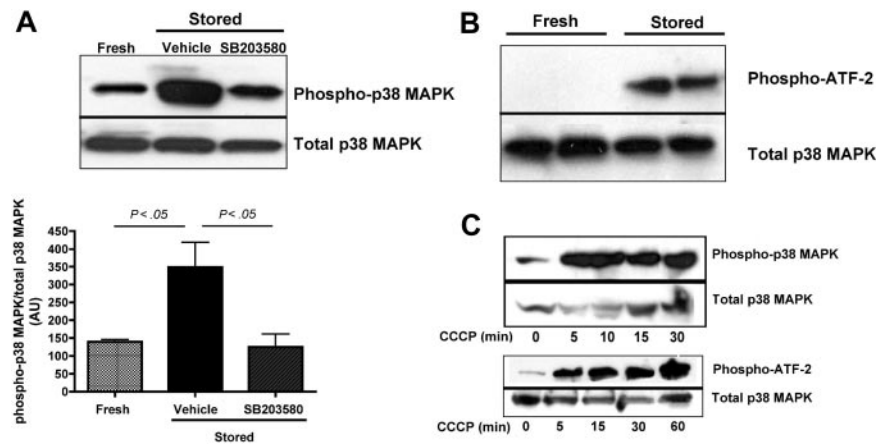 A
Stored
Fresh Vehicle SB203580
Phospho-p38 MAPK
Total p38 MAPK
P< .05 P< .05
phospho-p38 MAPK/total p38 MAPK
(AU)
450
400
350
300
250
200
150
100
50
0
Fresh Vehicle SB203580
Stored
B
Fresh Stored
Phospho-ATF-2
Total p38 MAPK
C
Phospho-p38 MAPK
Total p38 MAPK
CCCP (min) 0 5 10 15 30
Phospho-ATF-2
Total p38 MAPK
CCCP (min) 0 5 15 30 60